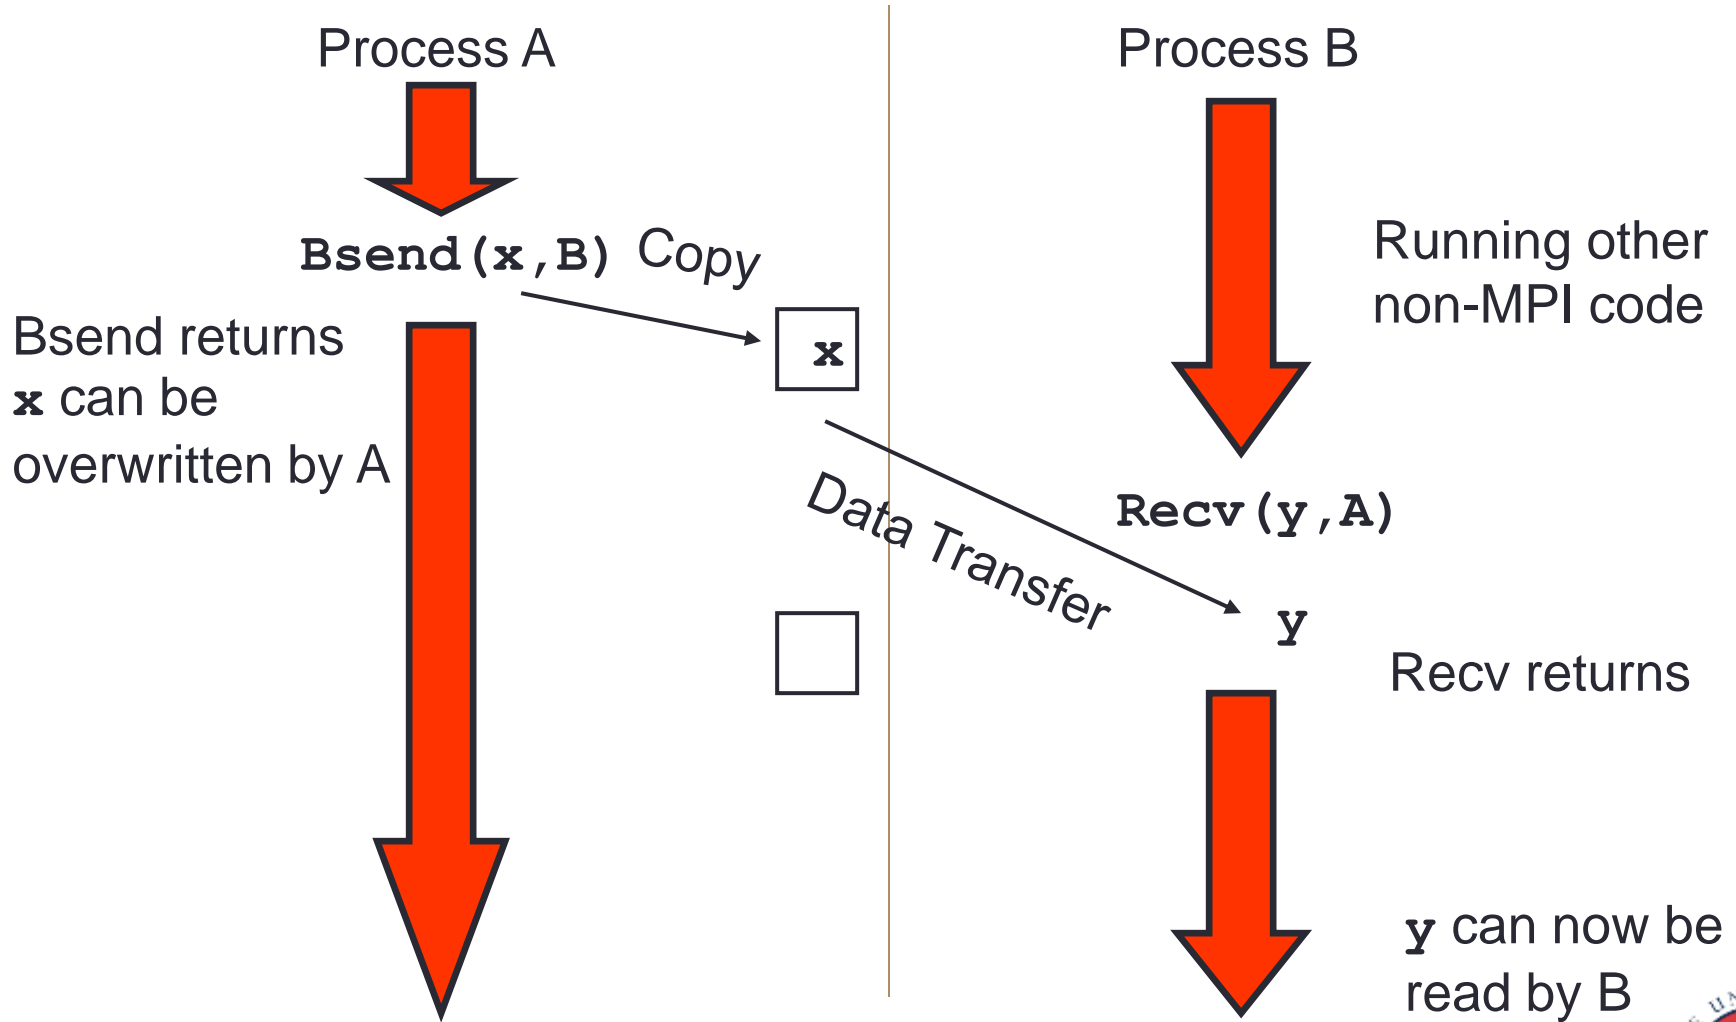 Process A
Process B
Bsend(x,B) Copy
Running other
non-MPI code
Bsend returns
x can be
overwritten by A
x
Data Transfer
Recv(y,A)
y
Recv returns
y can now be
read by B